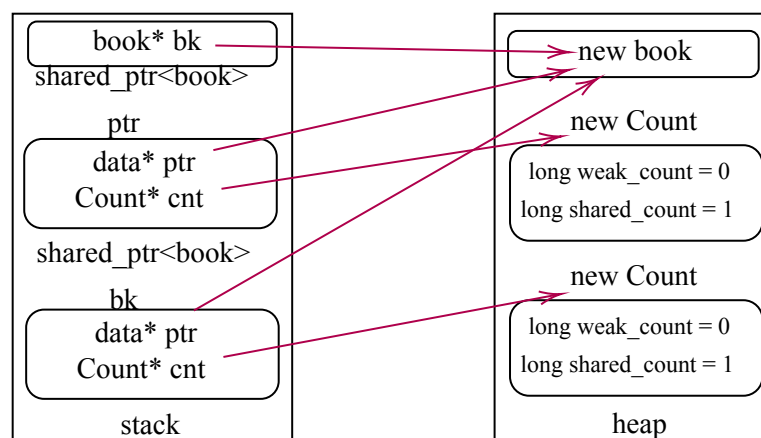 book* bk
shared_ptr<book>
ptr
data* ptr
Count* cnt
shared_ptr<book>
bk
data* ptr
Count* cnt
stack
new book
new Count
long weak_count = 0
long shared_count = 1
new Count
long weak_count = 0
long shared_count = 1
heap